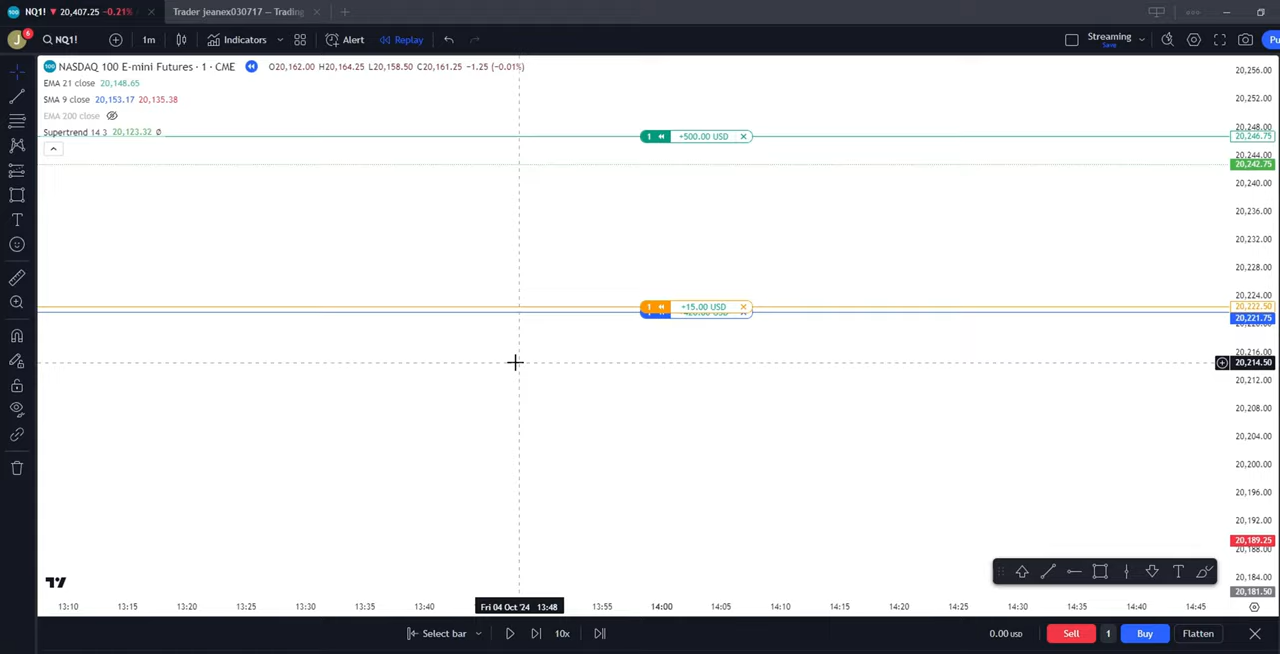 NQ1! ▼ 20,407.25 −0.21%
Trader jeanex030717 — Trading
J 6
NQ1!
1m
Indicators
Alert
Replay
Streaming
Save
Pu
NASDAQ 100 E-mini Futures · 1 · CME
O20,162.00 H20,164.25 L20,158.50 C20,161.25 −1.25 (−0.01%)
EMA 21 close 20,148.65
SMA 9 close 20,153.17 20,135.38
EMA 200 close
Supertrend 14 3 20,123.32 Ø
1 +500.00 USD
1 +15.00 USD
20,256.00
20,252.00
20,248.00
20,246.75
20,244.00
20,242.75
20,240.00
20,236.00
20,232.00
20,228.00
20,224.00
20,222.50
20,221.75
20,216.00
20,214.50
20,212.00
20,208.00
20,204.00
20,200.00
20,196.00
20,192.00
20,189.25
20,188.00
20,184.00
20,181.50
13:10 13:15 13:20 13:25 13:30 13:35 13:40 Fri 04 Oct '24 13:48 13:55 14:00 14:05 14:10 14:15 14:20 14:25 14:30 14:35 14:40 14:45
Select bar
10x
0.00 USD
Sell 1 Buy Flatten